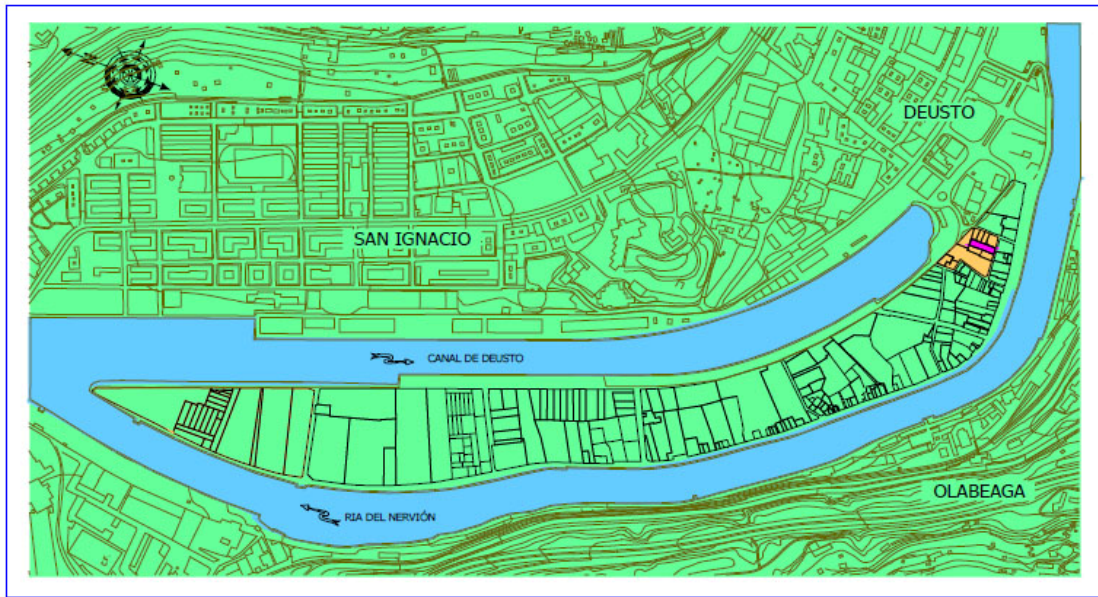 DEUSTO
SAN IGNACIO
CANAL DE DEUSTO
OLABEAGA
RIA DEL NERVIÓN